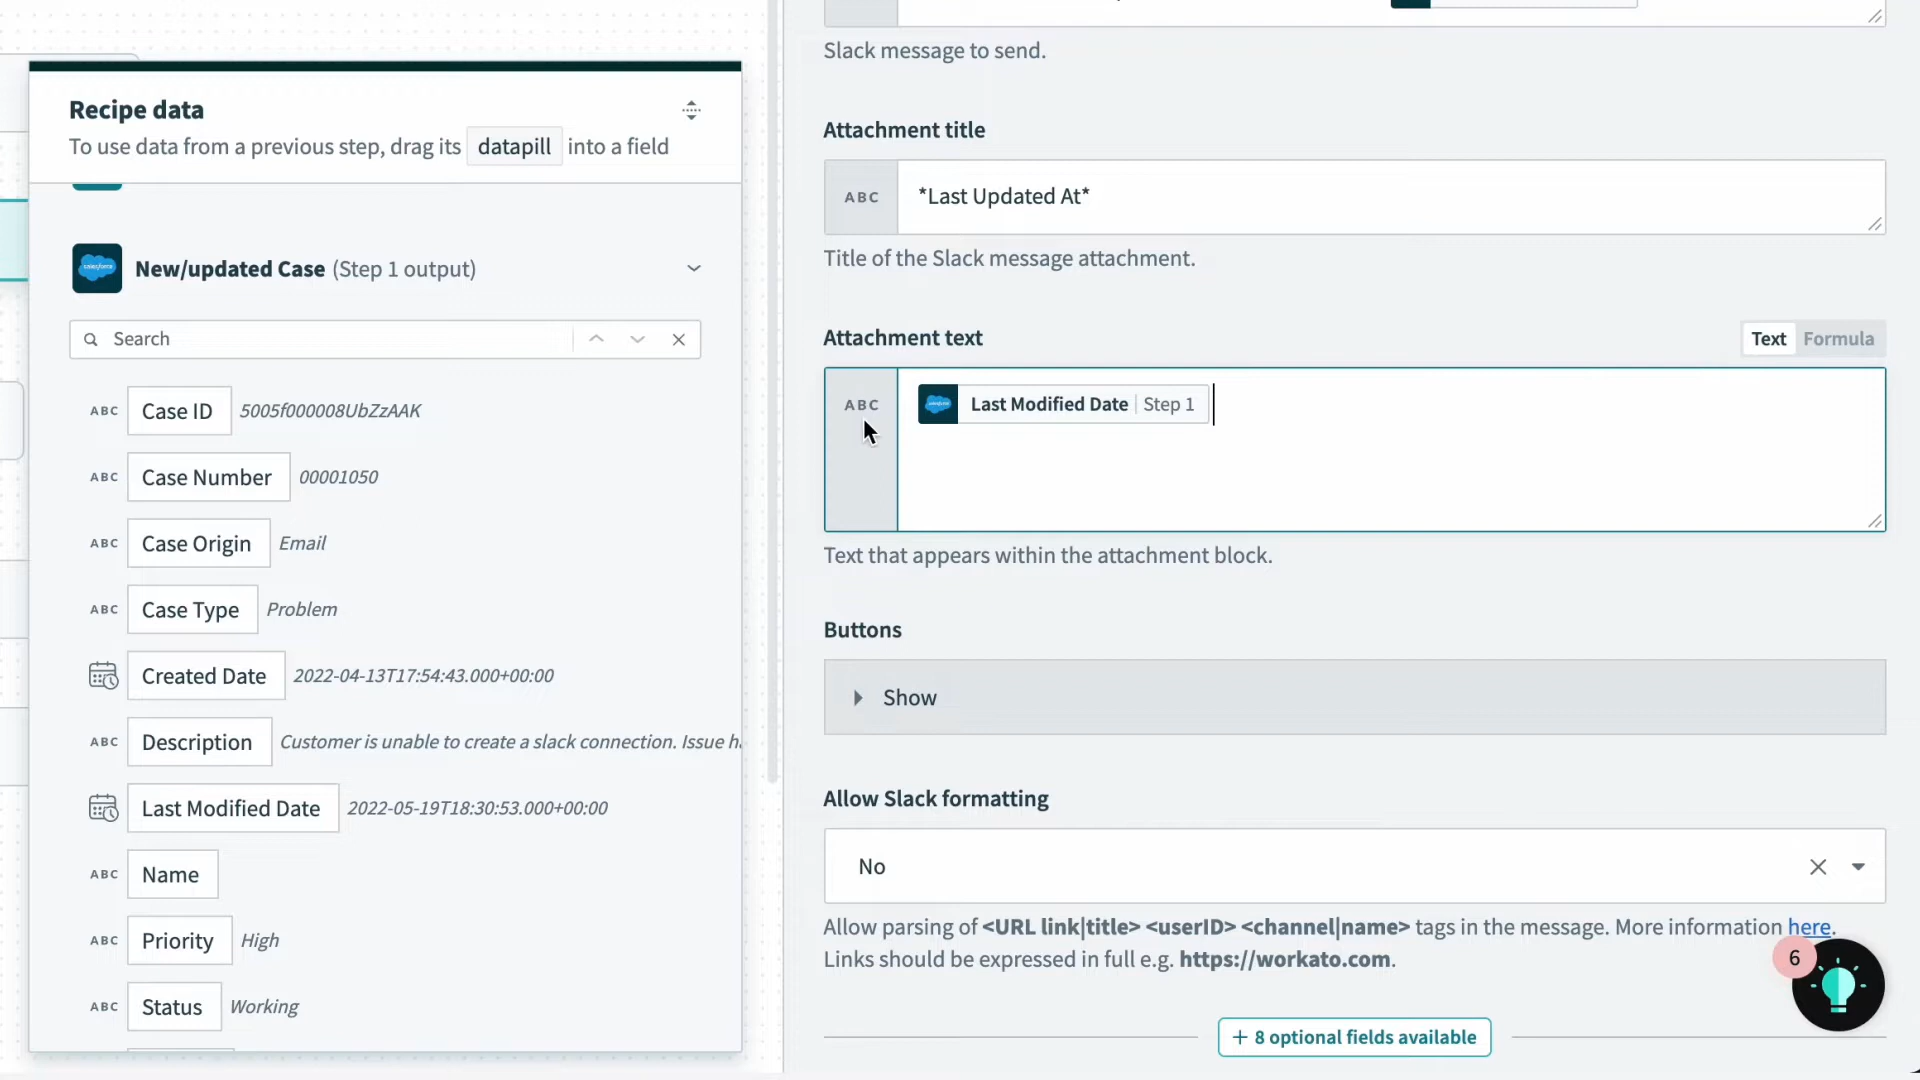 Recipe data
To use data from a previous step, drag its datapill into a field
salesforce New/updated Case (Step 1 output)
Search
ABC Case ID 5005f000008UbZzAAK
ABC Case Number 00001050
ABC Case Origin Email
ABC Case Type Problem
Created Date 2022-04-13T17:54:43.000+00:00
ABC Description Customer is unable to create a slack connection. Issue ha
Last Modified Date 2022-05-19T18:30:53.000+00:00
ABC Name
ABC Priority High
ABC Status Working
Slack message to send.
Attachment title
ABC *Last Updated At*
Title of the Slack message attachment.
Attachment text Text Formula
ABC Last Modified Date Step 1
Text that appears within the attachment block.
Buttons
Show
Allow Slack formatting
No
Allow parsing of <URL link|title> <userID> <channel|name> tags in the message. More information here.
Links should be expressed in full e.g. https://workato.com.
6
+ 8 optional fields available